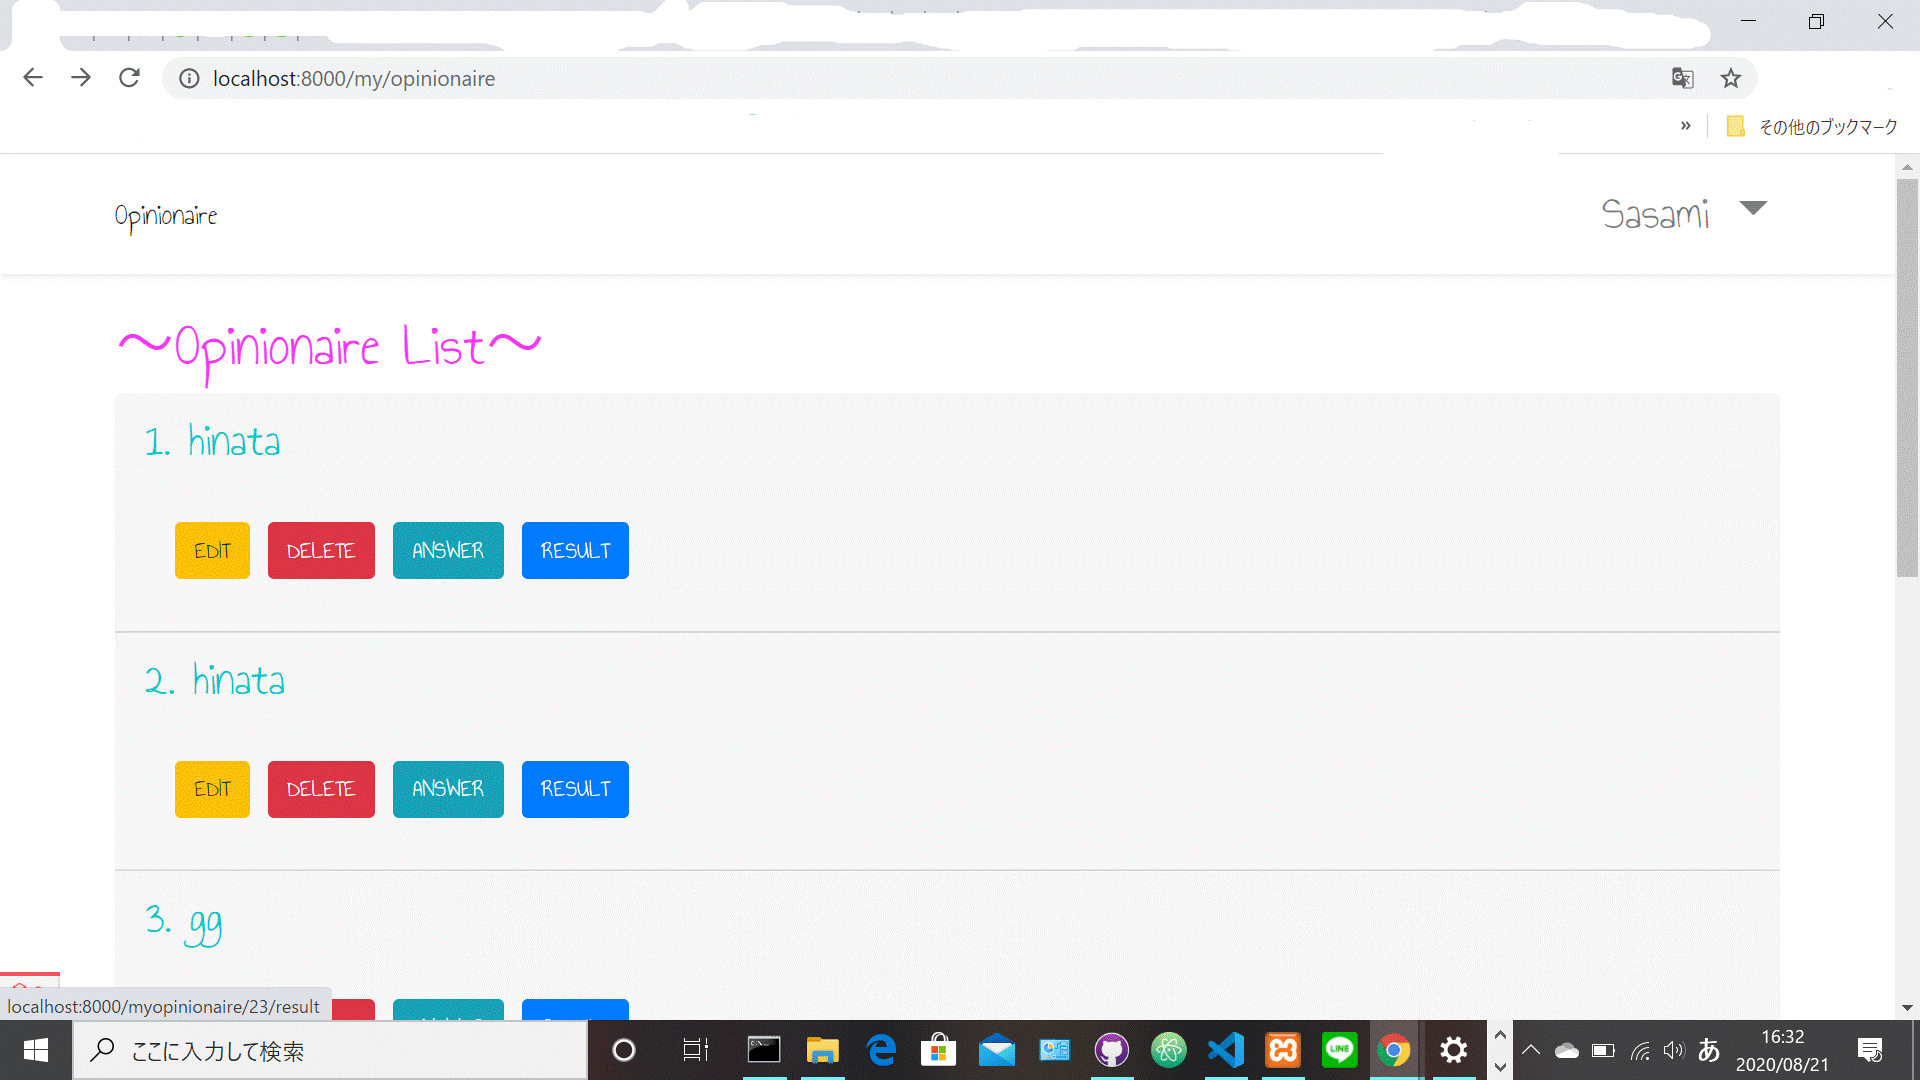 localhost:8000/my/opinionaire
» その他のブックマーク
Opinionaire
Sasami
～Opinionaire List～
1. hinata
EDIT DELETE ANSWER RESULT
2. hinata
EDIT DELETE ANSWER RESULT
3. gg
localhost:8000/myopinionaire/23/result
ここに入力して検索
LINE
あ
16:32
2020/08/21